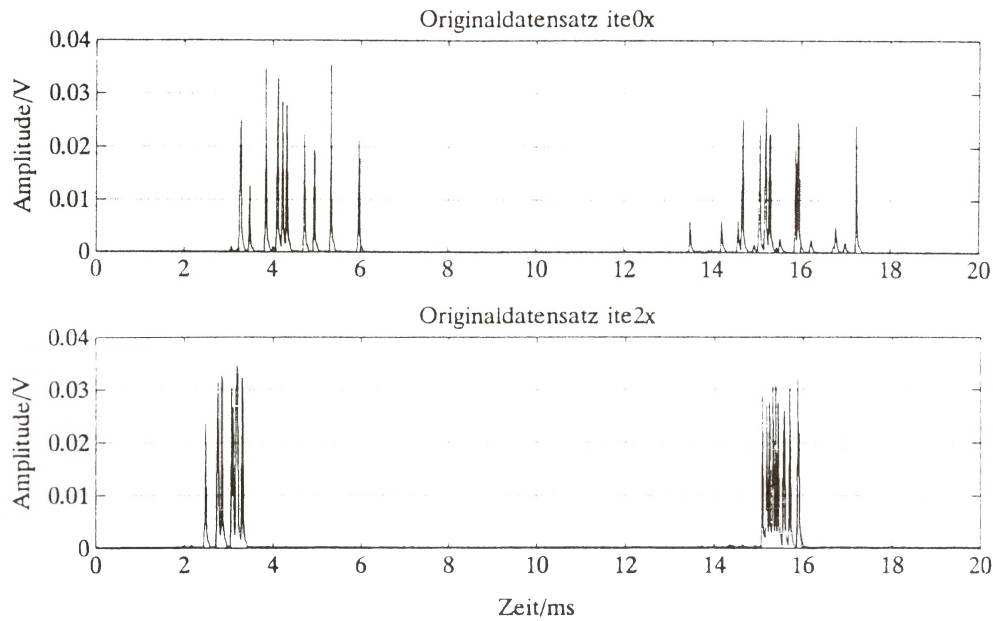 Originaldatensatz ite0x
0.04
0.03
0.02
0.01
0
Amplitude/V
0 2 4 6 8 10 12 14 16 18 20
Originaldatensatz ite2x
0.04
0.03
0.02
0.01
0
Amplitude/V
0 2 4 6 8 10 12 14 16 18 20
Zeit/ms